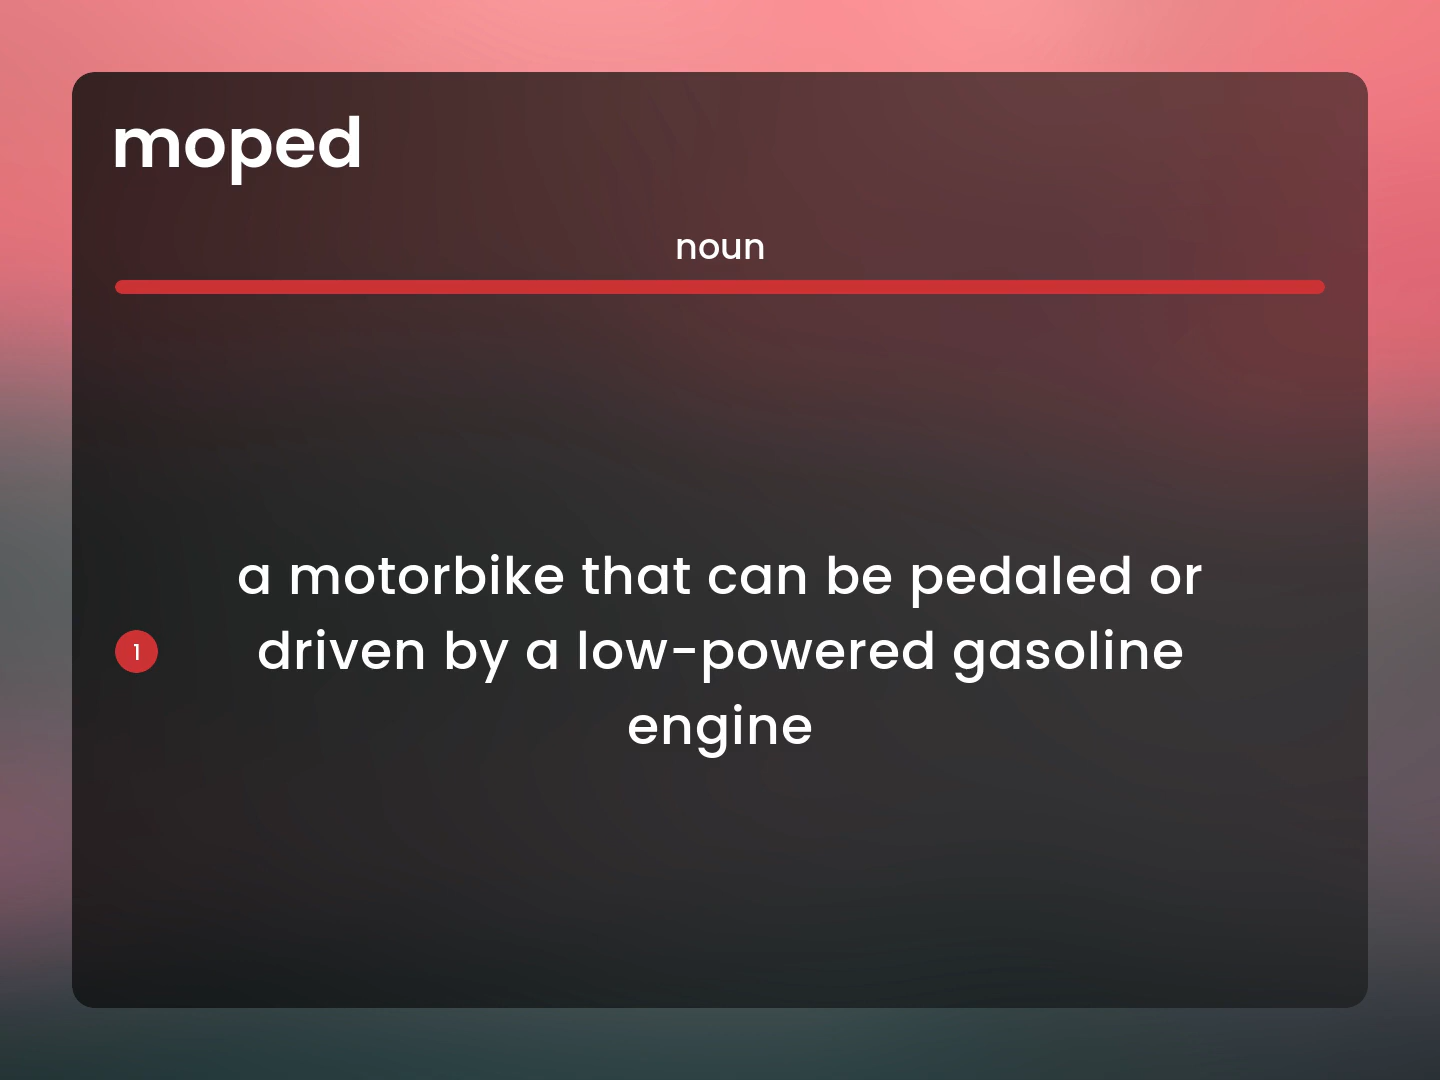 moped
noun
a motorbike that can be pedaled or
1 driven by a low-powered gasoline
engine